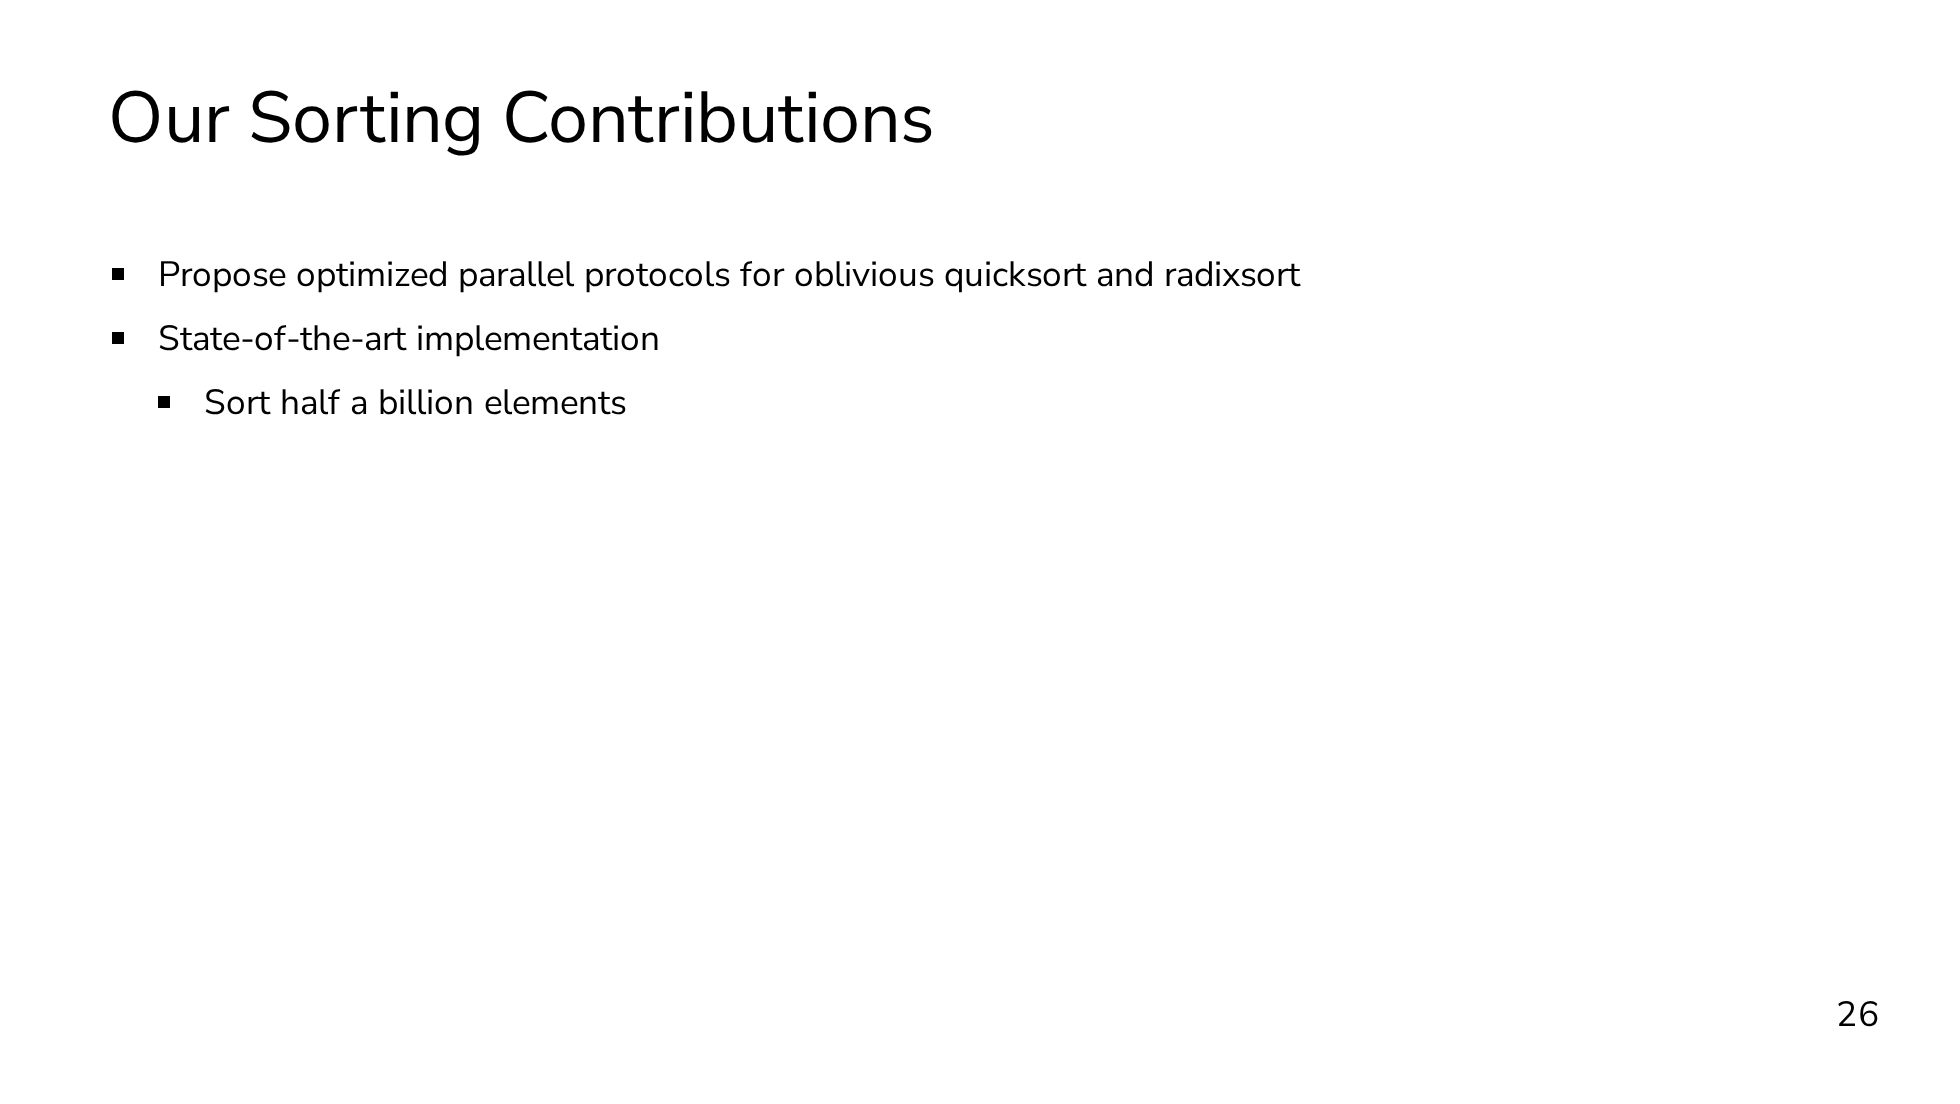 Our Sorting Contributions
▪ Propose optimized parallel protocols for oblivious quicksort and radixsort
▪ State-of-the-art implementation
▪ Sort half a billion elements
26